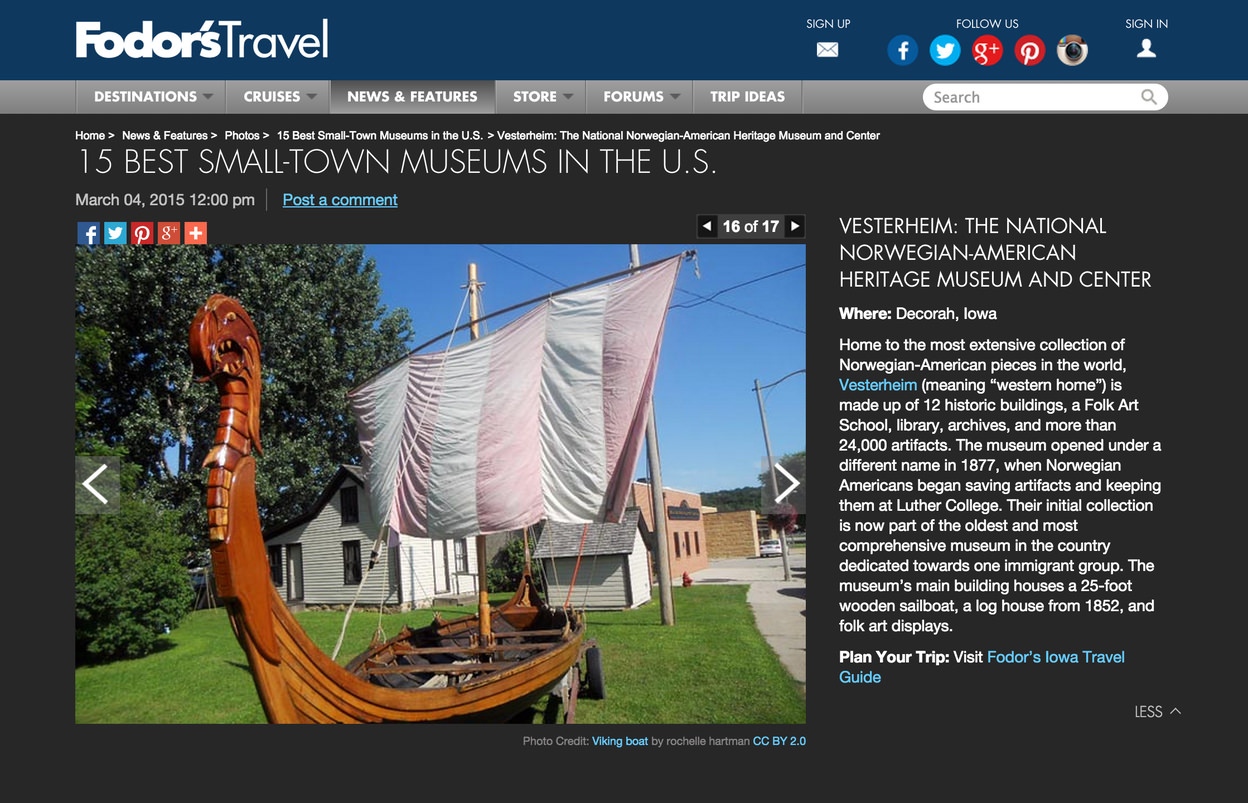 Fodor'sTravel
SIGN UP
FOLLOW US
SIGN IN
DESTINATIONS
CRUISES
NEWS & FEATURES
STORE
FORUMS
TRIP IDEAS
Search
Home > News & Features > Photos > 15 Best Small-Town Museums in the U.S. > Vesterheim: The National Norwegian-American Heritage Museum and Center
15 BEST SMALL-TOWN MUSEUMS IN THE U.S.
March 04, 2015 12:00 pm
Post a comment
16 of 17
VESTERHEIM: THE NATIONAL
NORWEGIAN-AMERICAN
HERITAGE MUSEUM AND CENTER
Where: Decorah, Iowa
Home to the most extensive collection of
Norwegian-American pieces in the world,
Vesterheim (meaning “western home”) is
made up of 12 historic buildings, a Folk Art
School, library, archives, and more than
24,000 artifacts. The museum opened under a
different name in 1877, when Norwegian
Americans began saving artifacts and keeping
them at Luther College. Their initial collection
is now part of the oldest and most
comprehensive museum in the country
dedicated towards one immigrant group. The
museum’s main building houses a 25-foot
wooden sailboat, a log house from 1852, and
folk art displays.
Plan Your Trip: Visit Fodor's Iowa Travel
Guide
LESS
Photo Credit: Viking boat by rochelle hartman CC BY 2.0